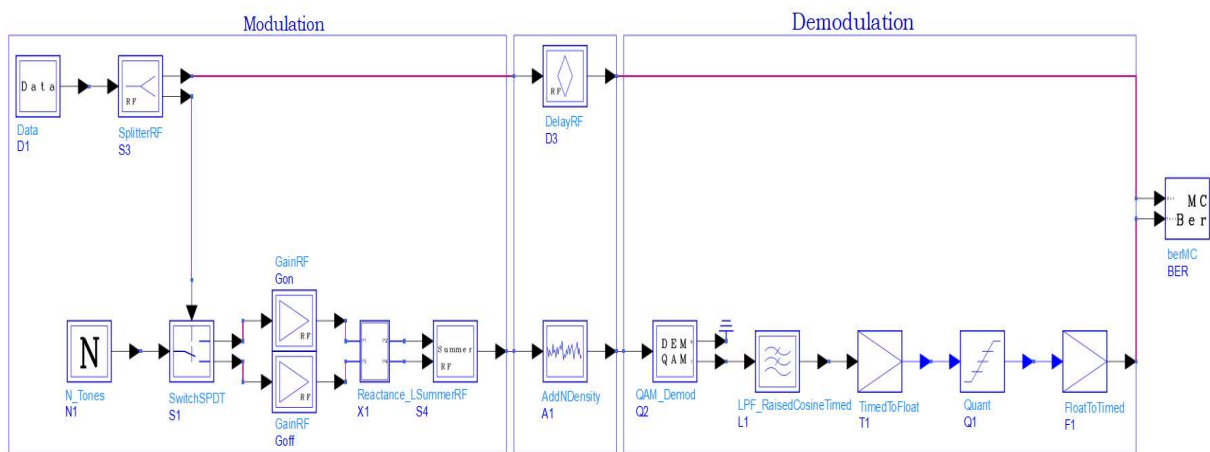 Modulation
Demodulation
Data
RF
Data
D1
SplitterRF
S3
RF
DelayRF
D3
MC
Ber
berMC
BER
GainRF
Gon
RF
N
N_Tones
N1
SwitchSPDT
S1
RF
GainRF
Goff
P1
Reactance_LSummerRF
X1
S4
Summer
RF
AddNDensity
A1
DEM
QAM
QAM_Demod
Q2
LPF_RaisedCosineTimed
L1
TimedToFloat
T1
Quant
Q1
FloatToTimed
F1